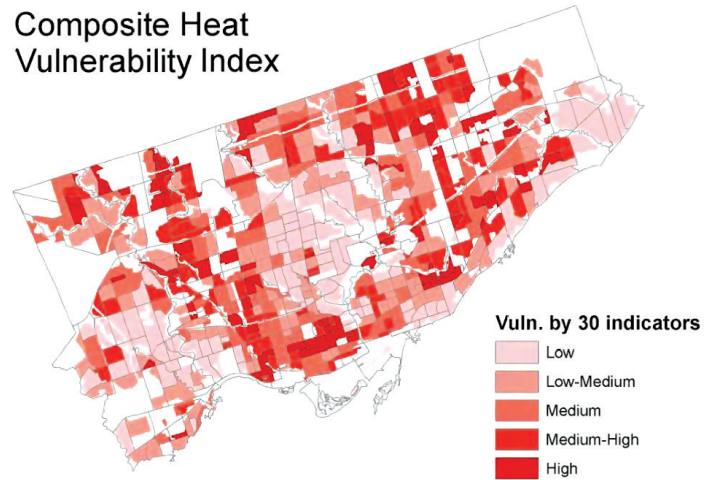 Composite Heat
Vulnerability Index
Vuln. by 30 indicators
Low
Low-Medium
Medium
Medium-High
High